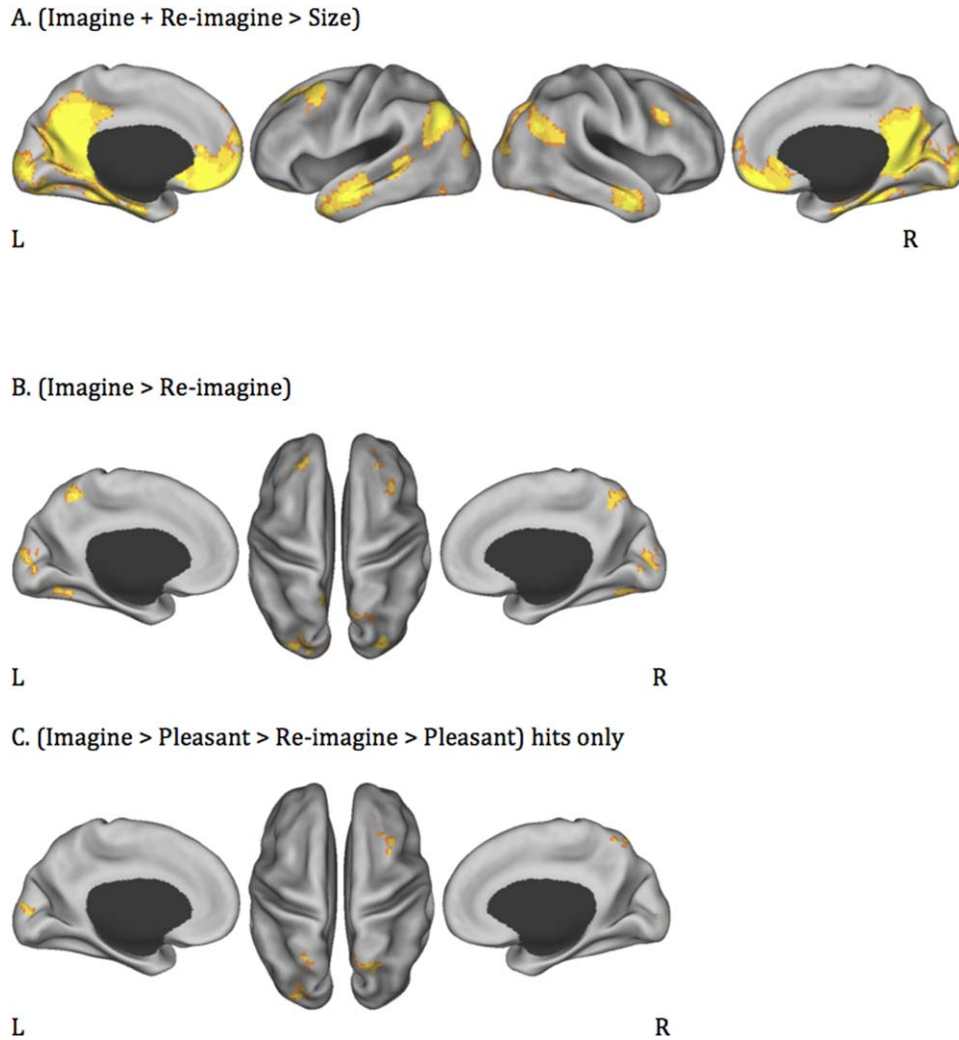 A. (Imagine + Re-imagine > Size)
L
R
B. (Imagine > Re-imagine)
L
R
C. (Imagine > Pleasant > Re-imagine > Pleasant) hits only
L
R